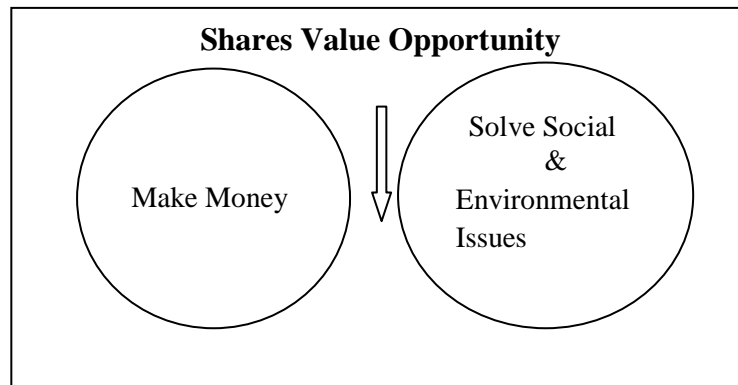 Shares Value Opportunity
Make Money
Solve Social
&
Environmental
Issues